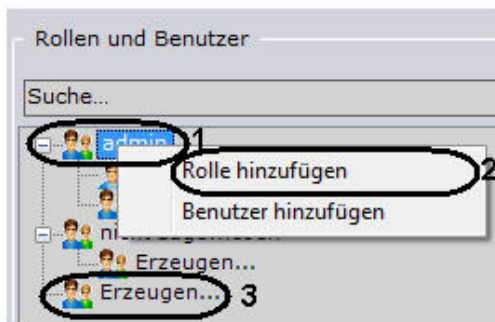 Rollen und Benutzer
Suche...
admin 1
Rolle hinzufügen 2
Benutzer hinzufügen
Erzeugen...
Erzeugen... 3